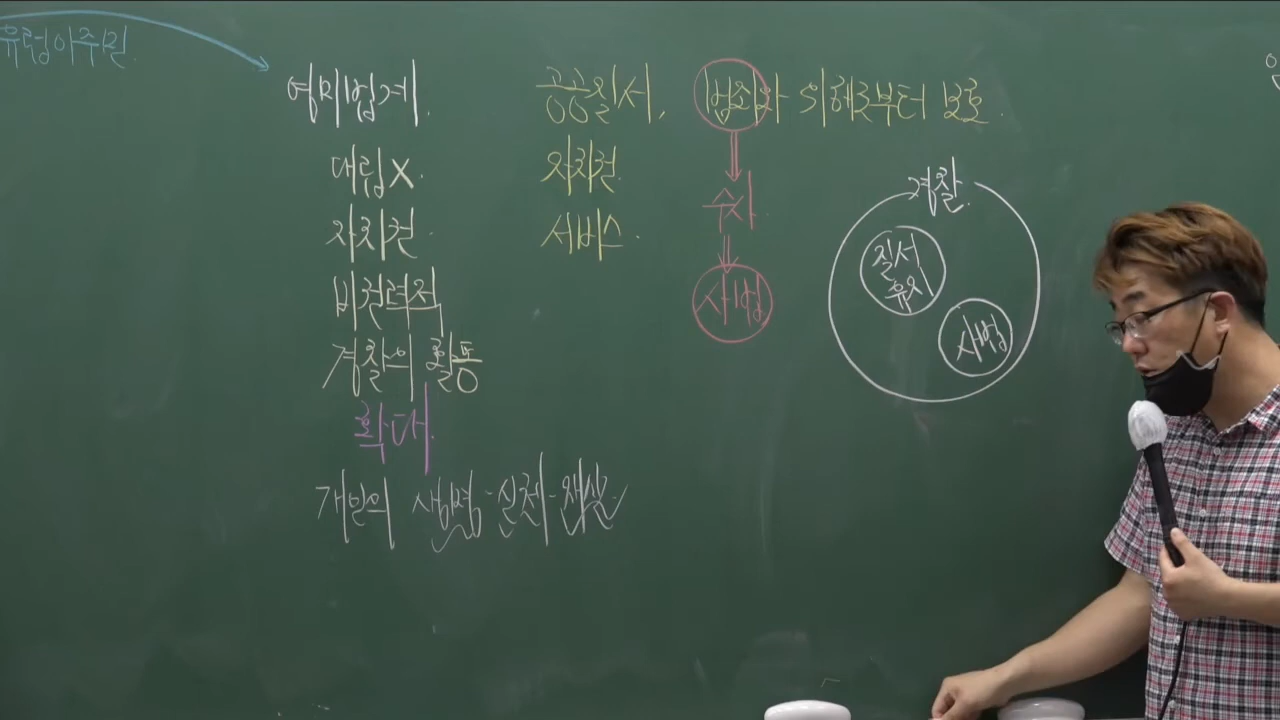 유럽이주민
영미법계. 공공질서, 범죄와 위해로부터 보호.
대립X. 자치권.
자치권. 서비스.
비권력적
경찰의 활동
확대.
개인의 생명 - 신체 - 재산
수사.
사법
경찰.
질서
유지
사법